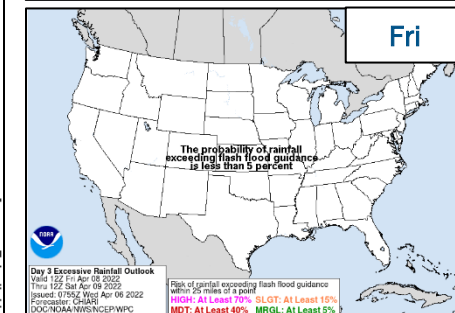 Fri
The probability of rainfall
exceeding flash flood guidance
is less than 5 percent
NOAA
Day 3 Excessive Rainfall Outlook
Valid 12Z Fri Apr 08 2022
Thru 12Z Sat Apr 09 2022
Issued: 0755Z Wed Apr 06 2022
Forecaster: CHIARI
DOC/NOAA/NWS/NCEP/WPC
Risk of rainfall exceeding flash flood guidance
within 25 miles of a point
HIGH: At Least 70% SLGT: At Least 15%
MDT: At Least 40% MRGL: At Least 5%